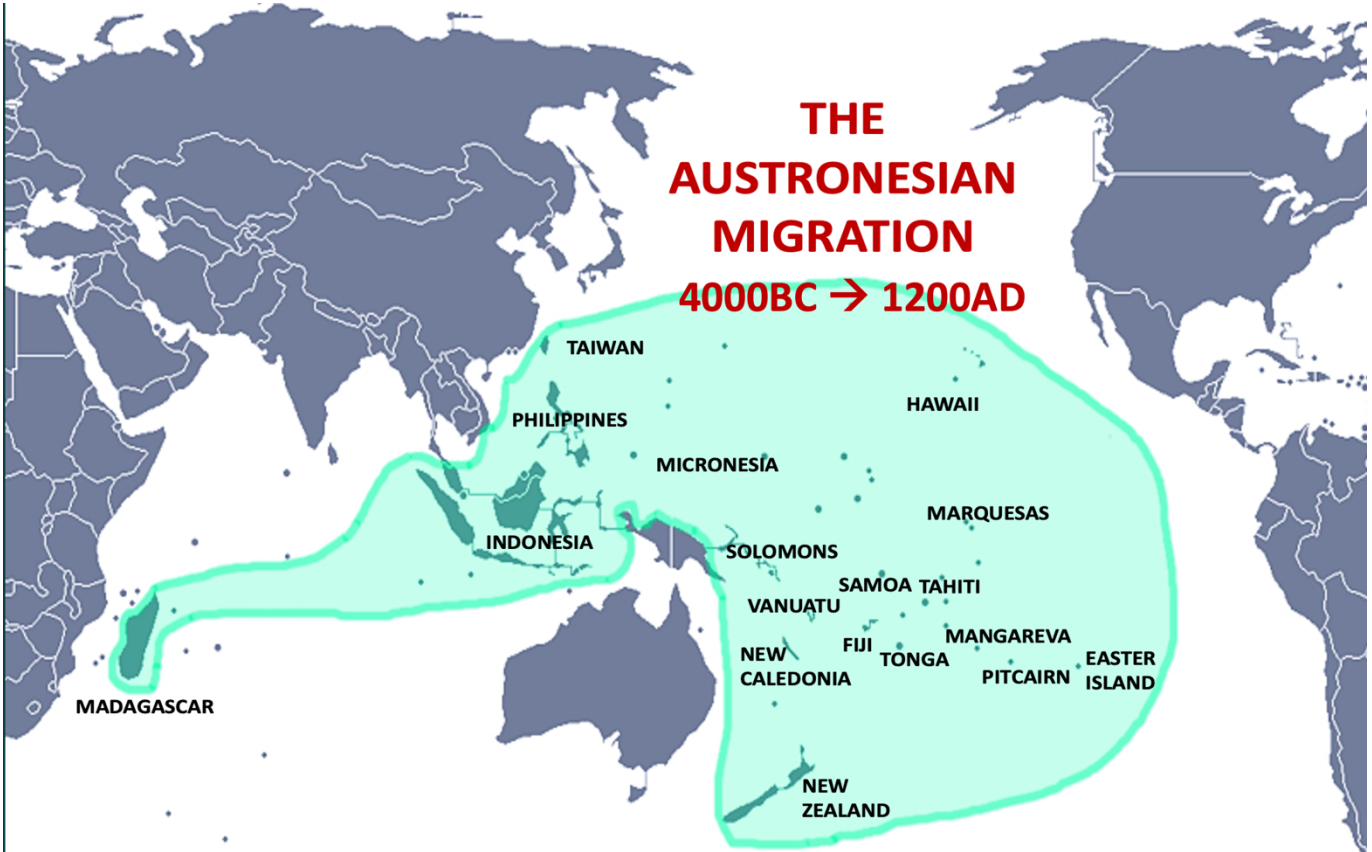 THE
AUSTRONESIAN
MIGRATION
4000BC → 1200AD
TAIWAN
PHILIPPINES
HAWAII
MICRONESIA
MARQUESAS
INDONESIA
SOLOMONS
SAMOA
TAHITI
VANUATU
FIJI
MANGAREVA
NEW
CALEDONIA
TONGA
PITCAIRN
EASTER
ISLAND
MADAGASCAR
NEW
ZEALAND